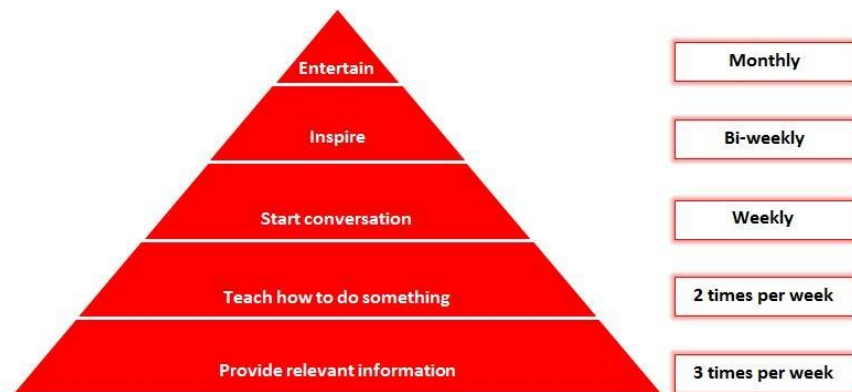 Entertain
Monthly
Inspire
Bi-weekly
Start conversation
Weekly
Teach how to do something
2 times per week
Provide relevant information
3 times per week